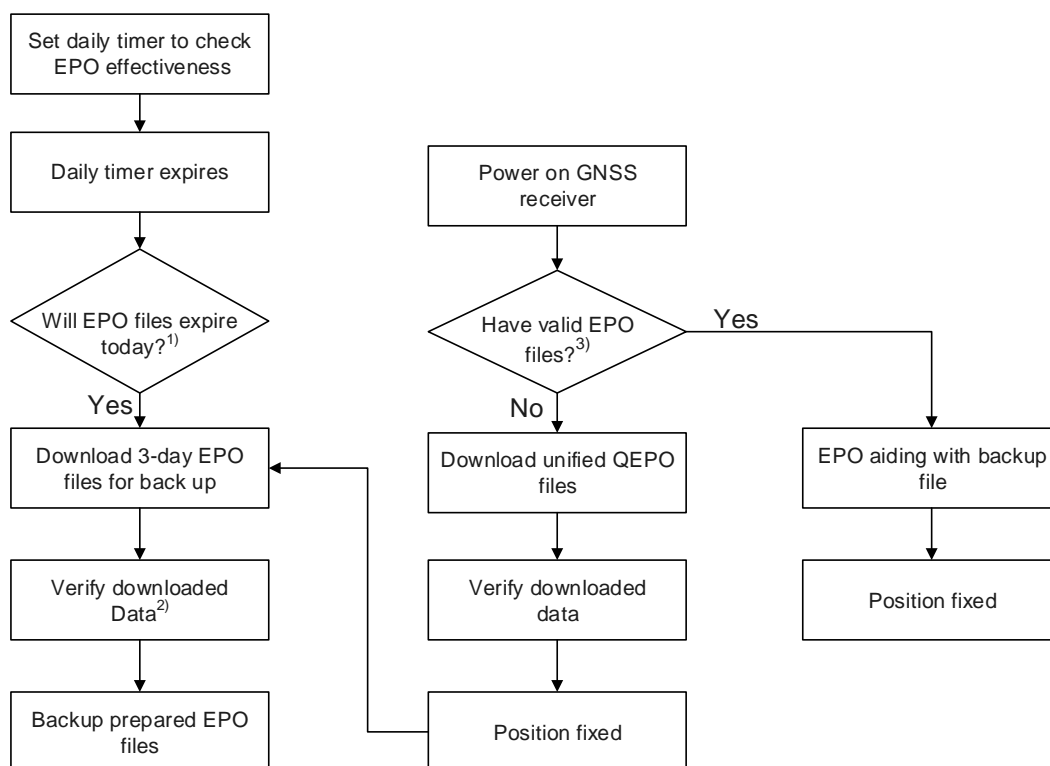 Set daily timer to check
EPO effectiveness
Daily timer expires
Will EPO files expire
today?1)
Yes
Download 3-day EPO
files for back up
Verify downloaded
Data2)
Backup prepared EPO
files
Power on GNSS
receiver
Have valid EPO
files?3)
Yes
No
Download unified QEPO
files
Verify downloaded
data
Position fixed
EPO aiding with backup
file
Position fixed